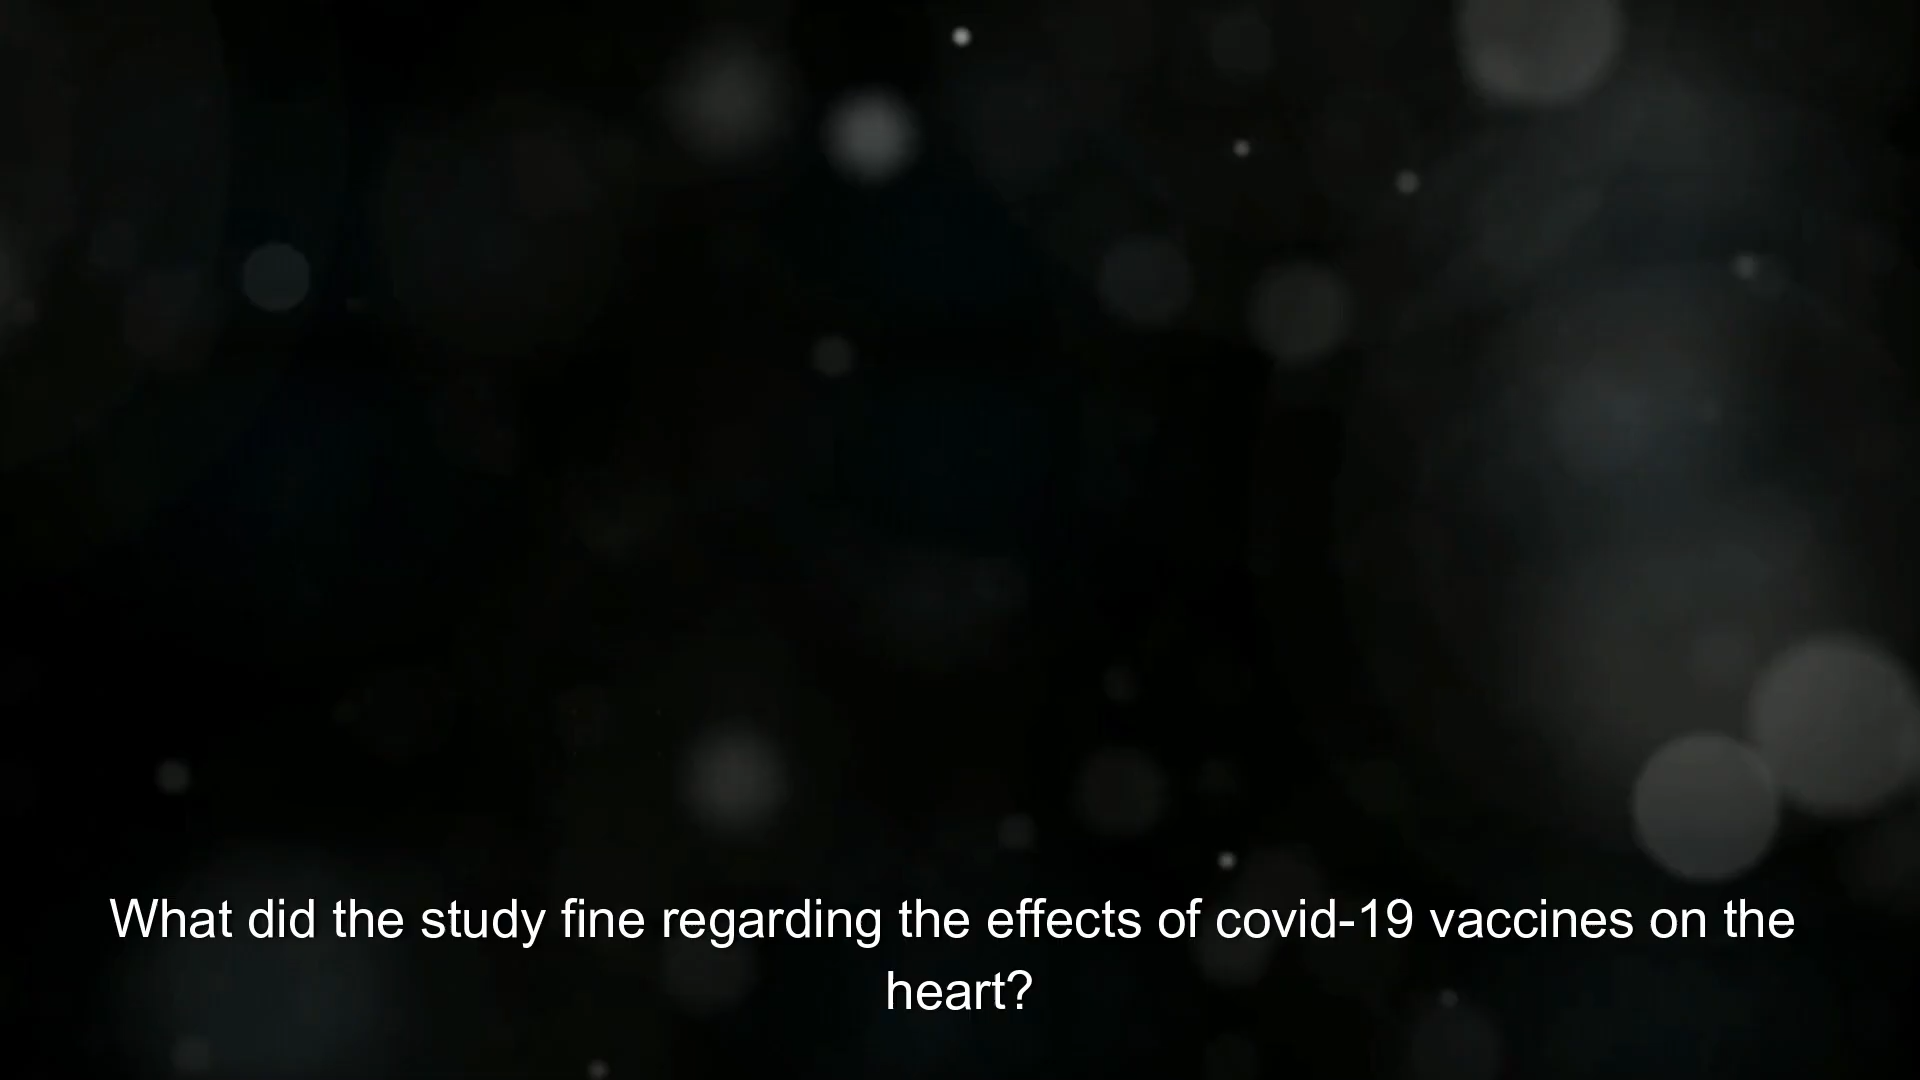 What did the study fine regarding the effects of covid-19 vaccines on the
heart?